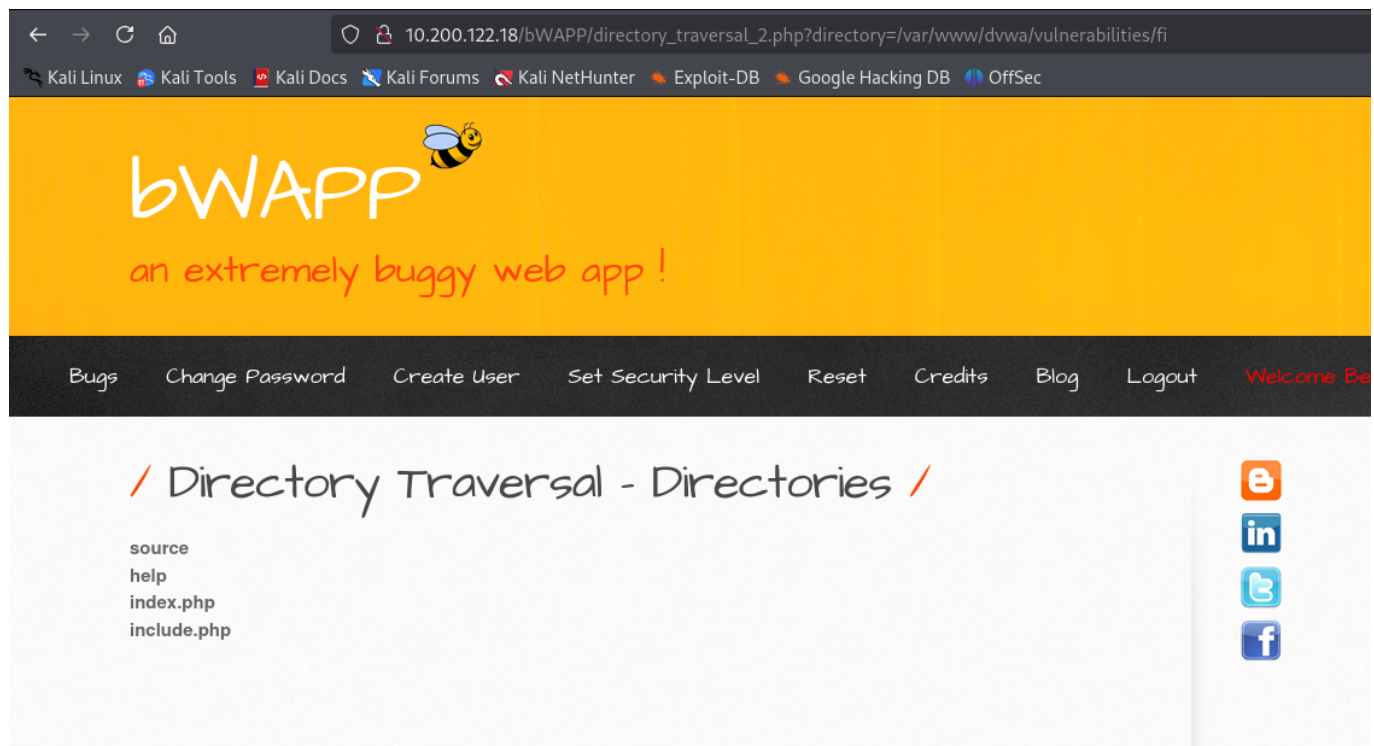 10.200.122.18/bWAPP/directory_traversal_2.php?directory=/var/www/dvwa/vulnerabilities/fi
Kali Linux Kali Tools Kali Docs Kali Forums Kali NetHunter Exploit-DB Google Hacking DB OffSec
bWAPP
an extremely buggy web app !
Bugs Change Password Create User Set Security Level Reset Credits Blog Logout Welcome Be
/ Directory Traversal - Directories /
source
help
index.php
include.php